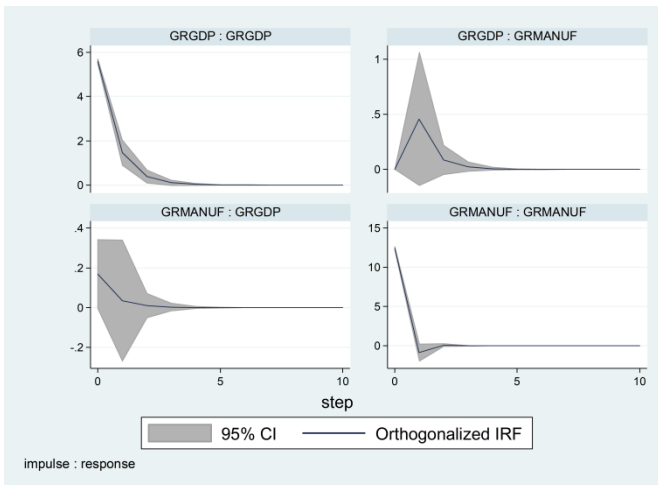 GRGDP : GRGDP
GRGDP : GRMANUF
6
4
2
0
1
.5
0
GRMANUF : GRGDP
GRMANUF : GRMANUF
.4
.2
0
-.2
15
10
5
0
0 5 10
0 5 10
step
95% CI Orthogonalized IRF
impulse : response